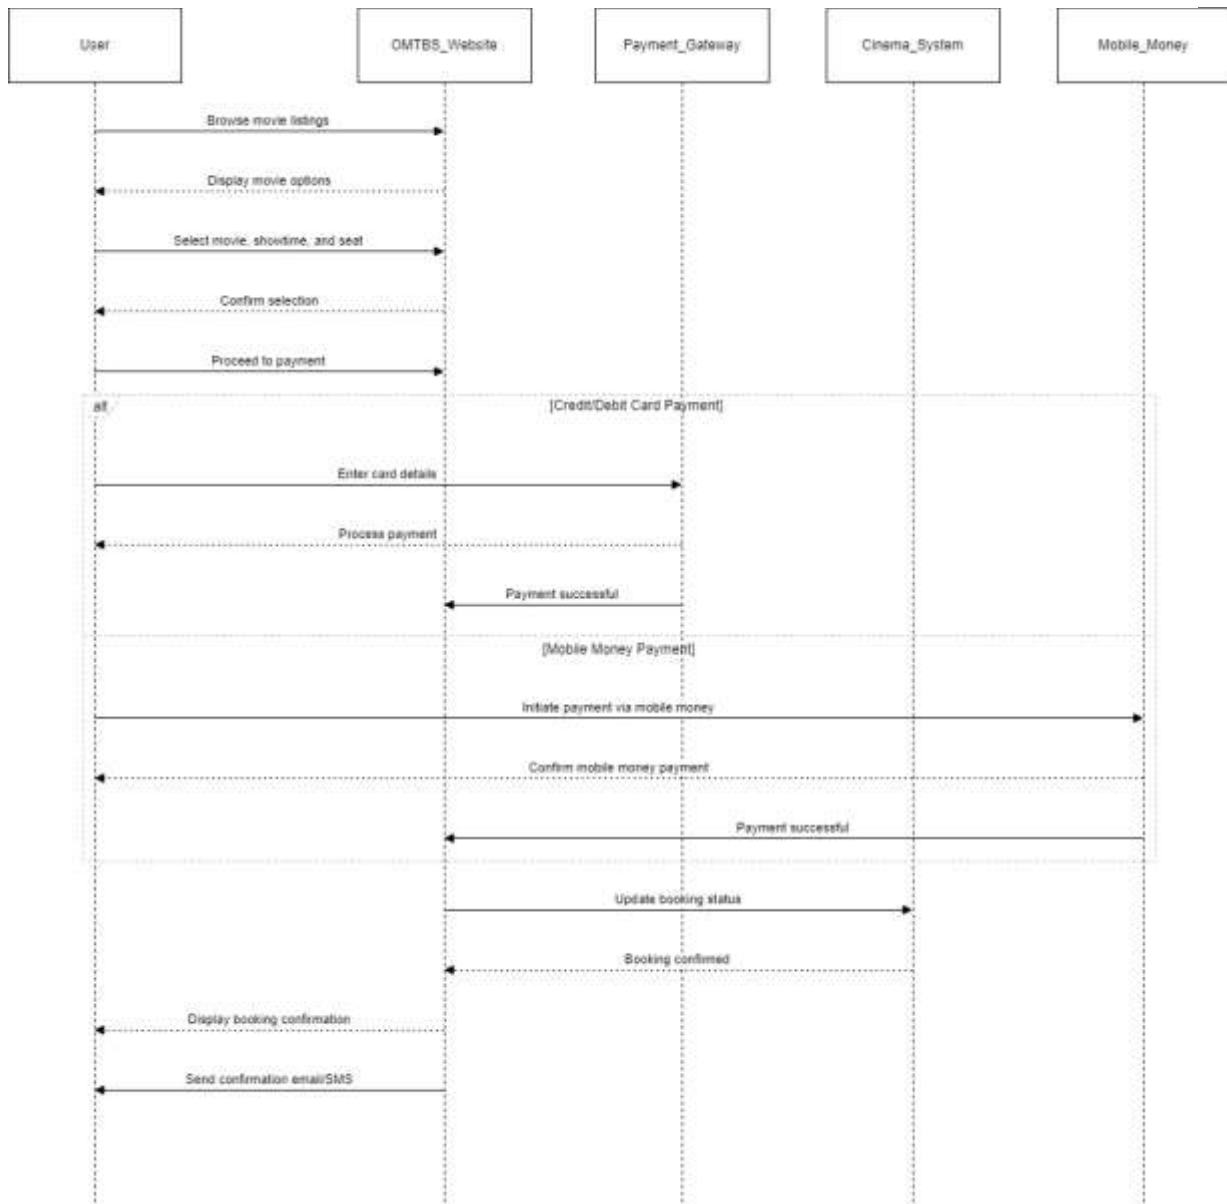 User
OMTBS_Website
Payment_Gateway
Cinema_System
Mobile_Money
Browse movie listings
Display movie options
Select movie, showtime, and seat
Confirm selection
Proceed to payment
alt
[Credit/Debit Card Payment]
Enter card details
Process payment
Payment successful
[Mobile Money Payment]
Initiate payment via mobile money
Confirm mobile money payment
Payment successful
Update booking status
Booking confirmed
Display booking confirmation
Send confirmation email/SMS